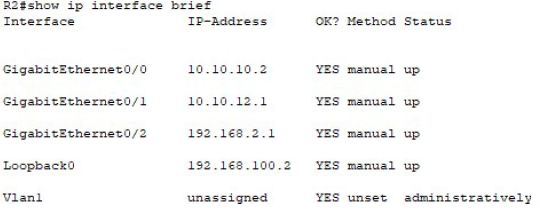 R2#show ip interface brief
Interface IP-Address OK? Method Status
GigabitEthernet0/0 10.10.10.2 YES manual up
GigabitEthernet0/1 10.10.12.1 YES manual up
GigabitEthernet0/2 192.168.2.1 YES manual up
Loopback0 192.168.100.2 YES manual up
Vlan1 unassigned YES unset administratively